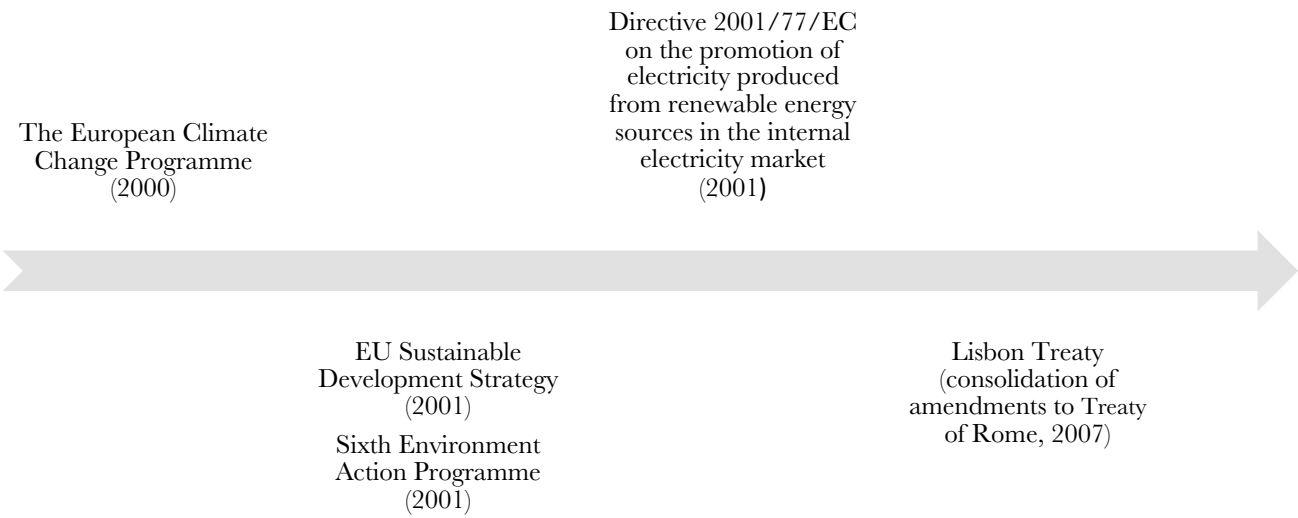 The European Climate
Change Programme
(2000)
EU Sustainable
Development Strategy
(2001)
Sixth Environment
Action Programme
(2001)
Directive 2001/77/EC
on the promotion of
electricity produced
from renewable energy
sources in the internal
electricity market
(2001)
Lisbon Treaty
(consolidation of
amendments to Treaty
of Rome, 2007)